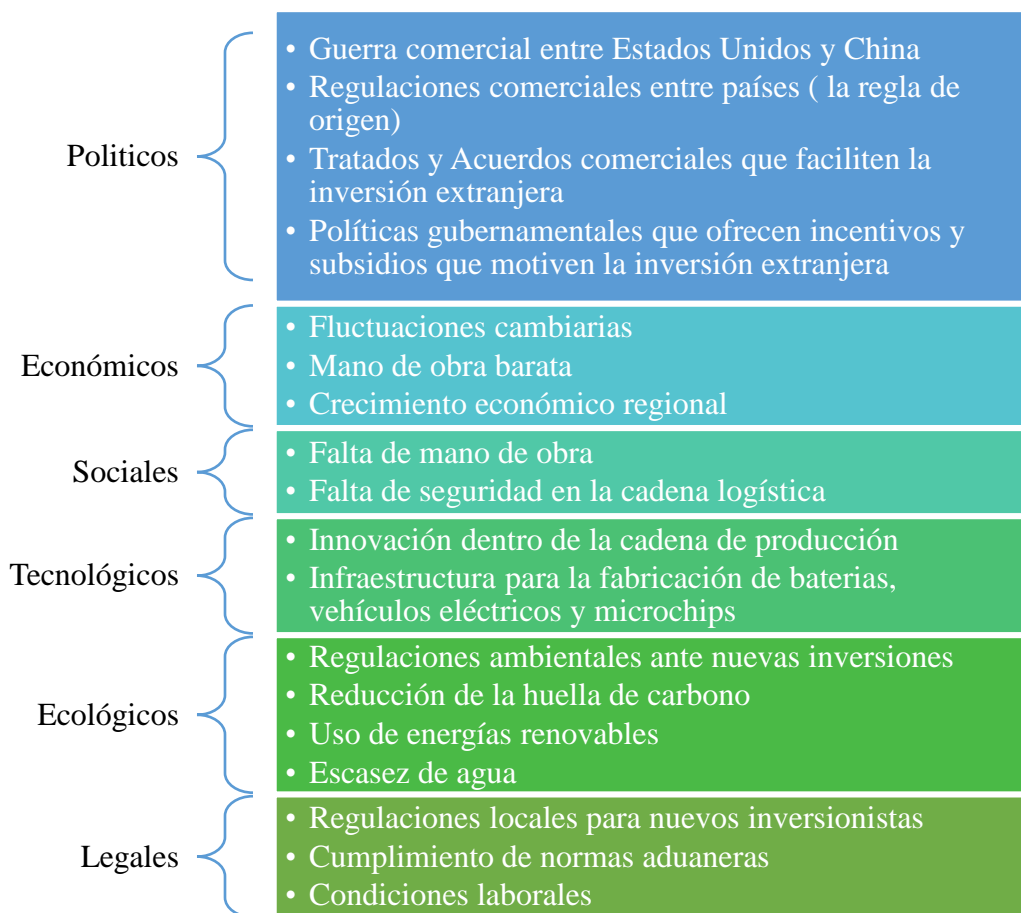 Politicos
• Guerra comercial entre Estados Unidos y China
• Regulaciones comerciales entre países ( la regla de
origen)
• Tratados y Acuerdos comerciales que faciliten la
inversión extranjera
• Políticas gubernamentales que ofrecen incentivos y
subsidios que motiven la inversión extranjera
Económicos
• Fluctuaciones cambiarias
• Mano de obra barata
• Crecimiento económico regional
Sociales
• Falta de mano de obra
• Falta de seguridad en la cadena logística
Tecnológicos
• Innovación dentro de la cadena de producción
• Infraestructura para la fabricación de baterias,
vehículos eléctricos y microchips
Ecológicos
• Regulaciones ambientales ante nuevas inversiones
• Reducción de la huella de carbono
• Uso de energías renovables
• Escasez de agua
Legales
• Regulaciones locales para nuevos inversionistas
• Cumplimiento de normas aduaneras
• Condiciones laborales